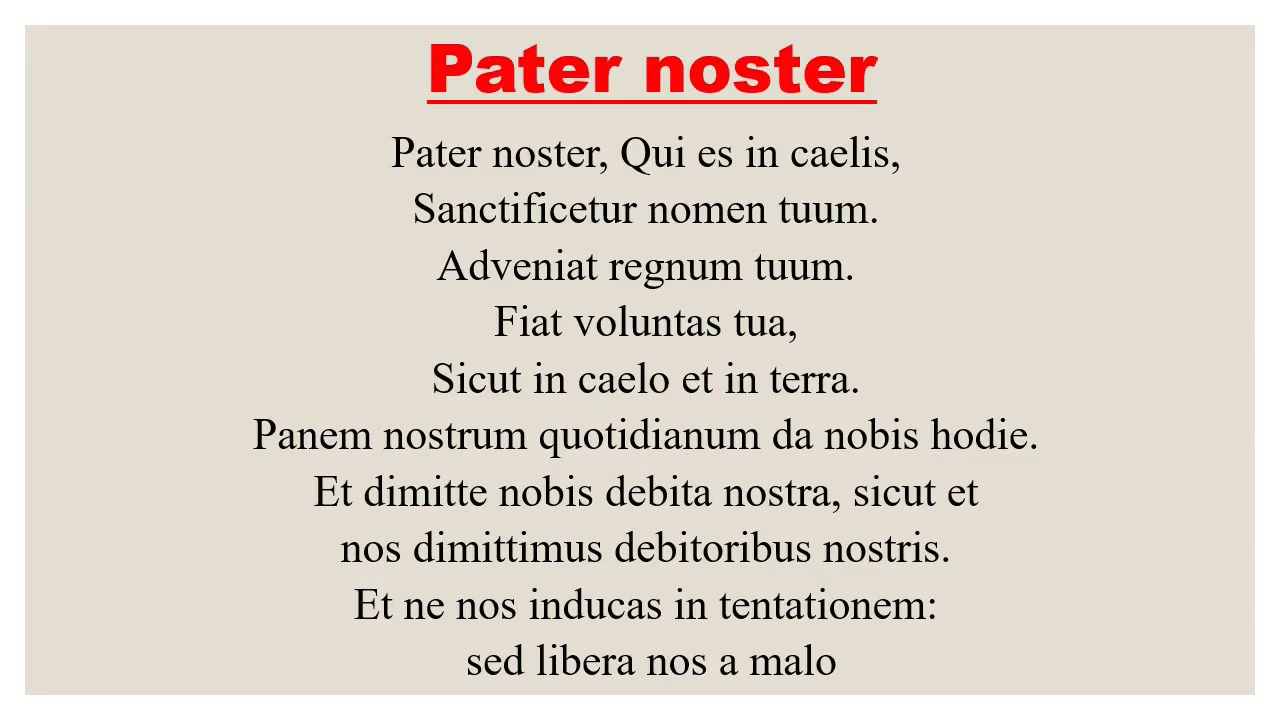 Pater noster
Pater noster, Qui es in caelis,
Sanctificetur nomen tuum.
Adveniat regnum tuum.
Fiat voluntas tua,
Sicut in caelo et in terra.
Panem nostrum quotidianum da nobis hodie.
Et dimitte nobis debita nostra, sicut et
nos dimittimus debitoribus nostris.
Et ne nos inducas in tentationem:
sed libera nos a malo